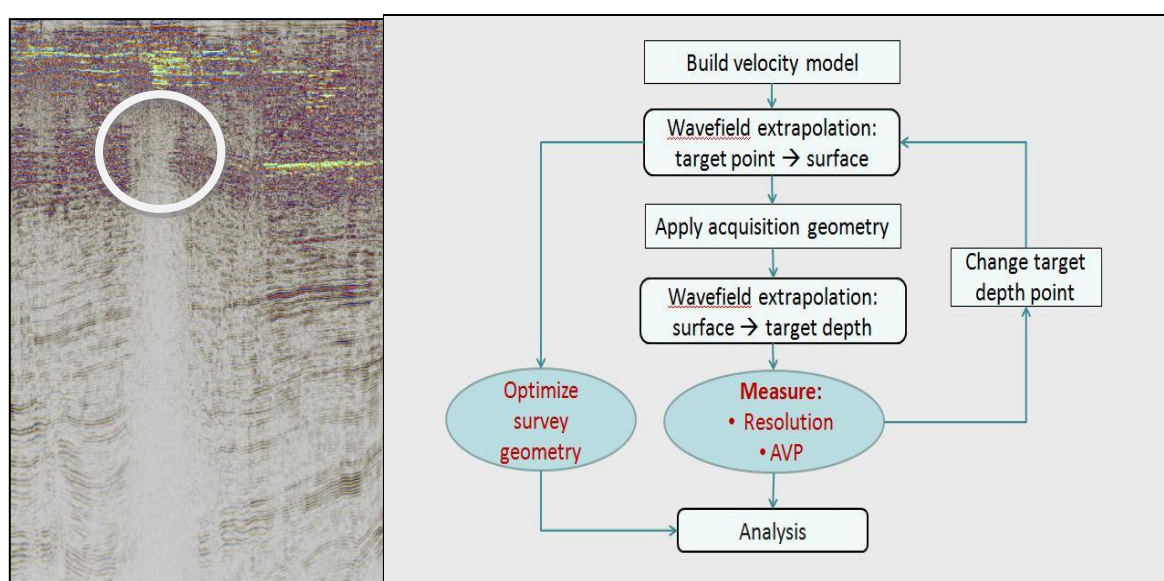 Build velocity model
Wavefield extrapolation:
target point → surface
Apply acquisition geometry
Wavefield extrapolation:
surface → target depth
Change target
depth point
Optimize
survey
geometry
Measure:
• Resolution
• AVP
Analysis